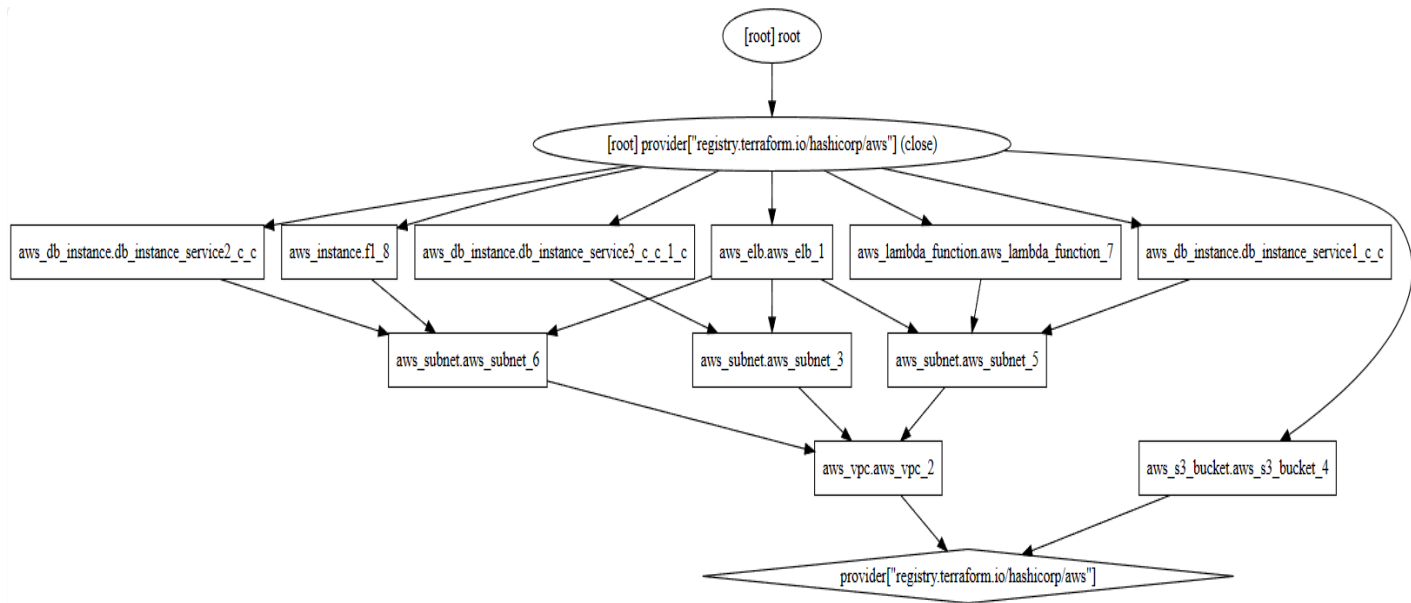 [root] root
[root] provider["registry.terraform.io/hashicorp/aws"] (close)
aws_db_instance.db_instance_service2_c_c
aws_instance.f1_8
aws_db_instance.db_instance_service3_c_c_1_c
aws_elb.aws_elb_1
aws_lambda_function.aws_lambda_function_7
aws_db_instance.db_instance_service1_c_c
aws_subnet.aws_subnet_6
aws_subnet.aws_subnet_3
aws_subnet.aws_subnet_5
aws_vpc.aws_vpc_2
aws_s3_bucket.aws_s3_bucket_4
provider["registry.terraform.io/hashicorp/aws"]